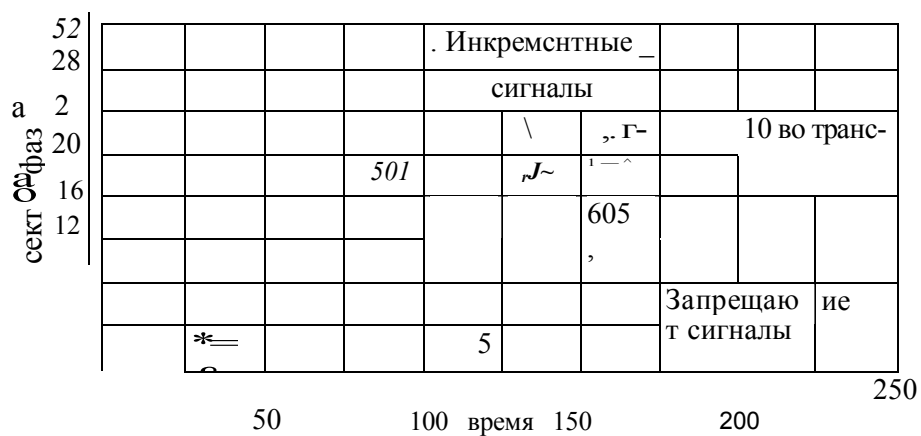 52
28
. Инкремснтные _
сигналы
а 2
20
\ ,. г-
10 во транс-
501
16
12
605
,
сект
фаз
Запрещаю ие
т сигналы
5
250
50 100 время 150 200